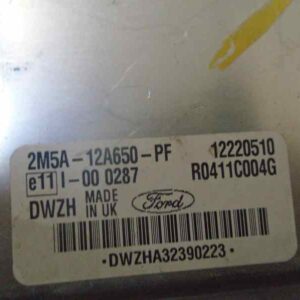 2M5A-12A650-PF 12220510
e11 I-00 0287 R0411C004G
DWZH MADE IN UK Ford
·DWZHA32390223·